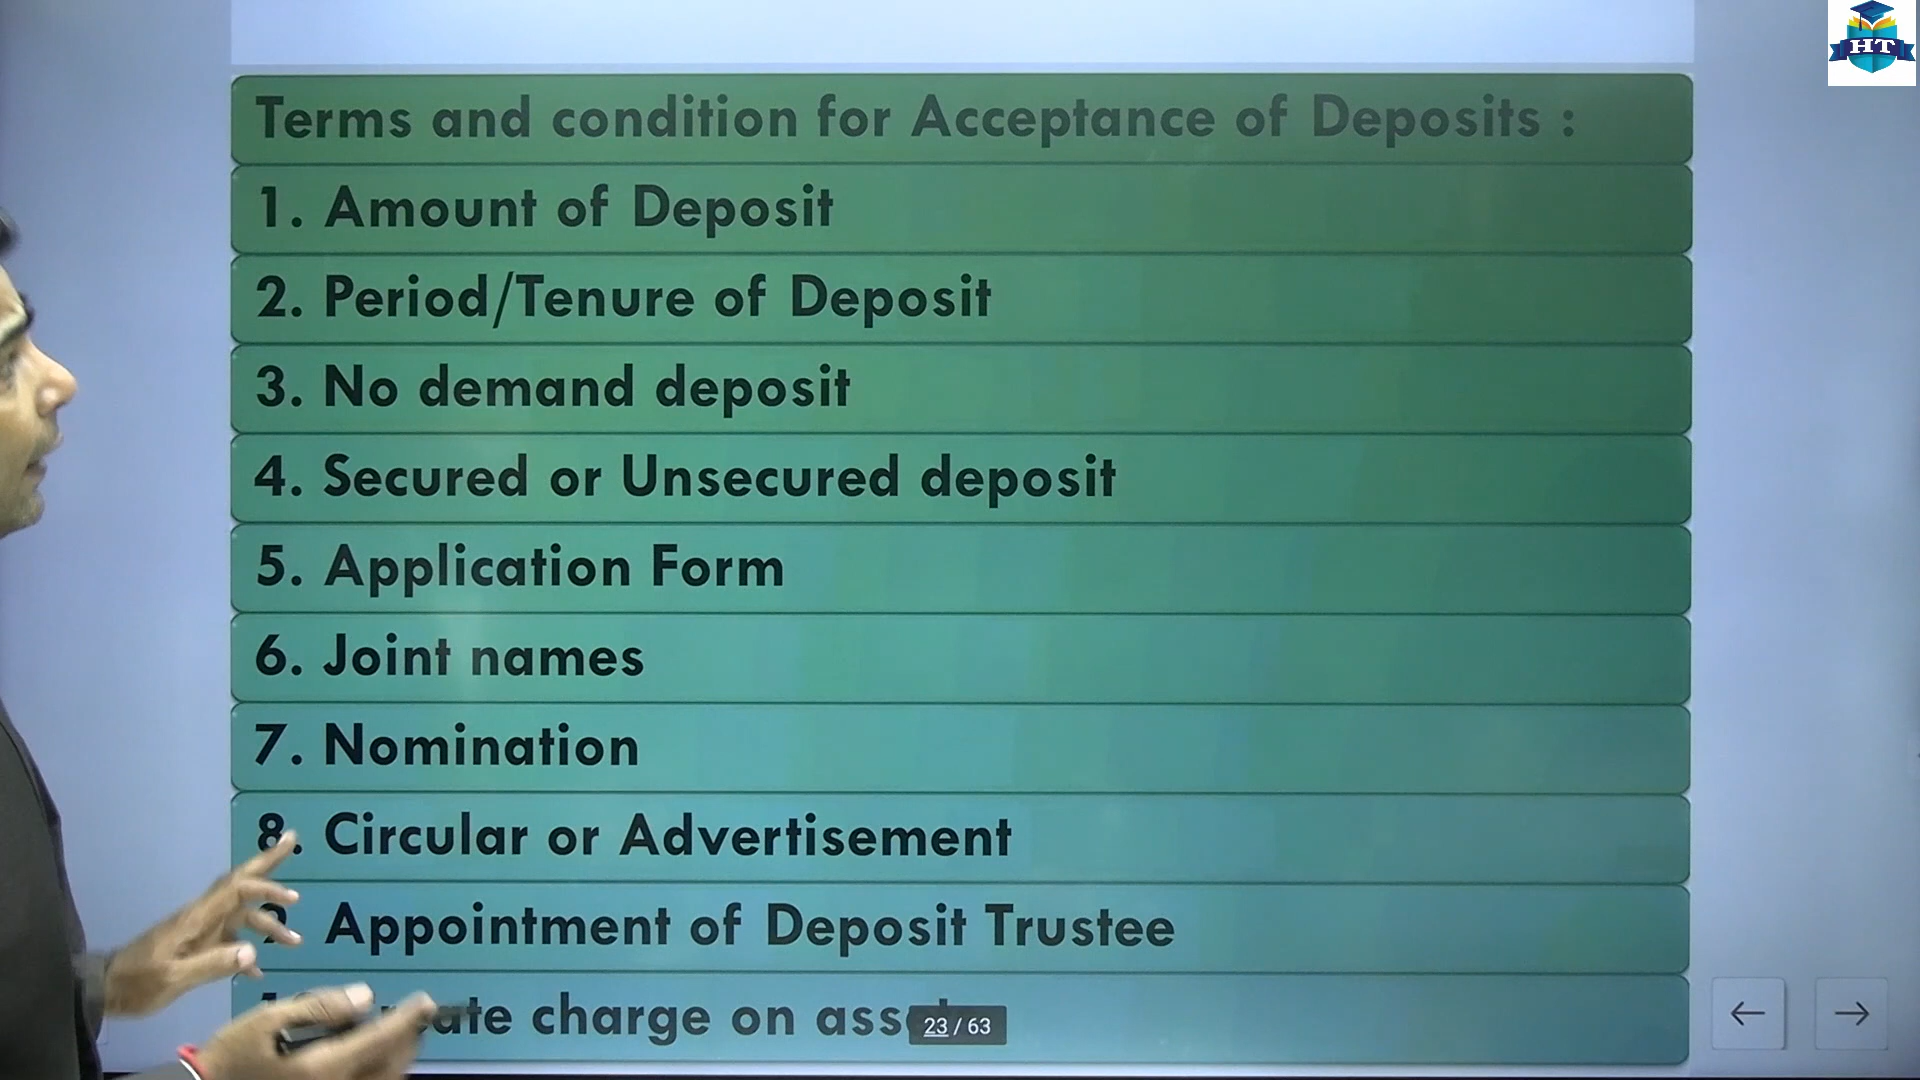 HT
Terms and condition for Acceptance of Deposits :
1. Amount of Deposit
2. Period/Tenure of Deposit
3. No demand deposit
4. Secured or Unsecured deposit
5. Application Form
6. Joint names
7. Nomination
8. Circular or Advertisement
Appointment of Deposit Trustee
charge on
23 / 63